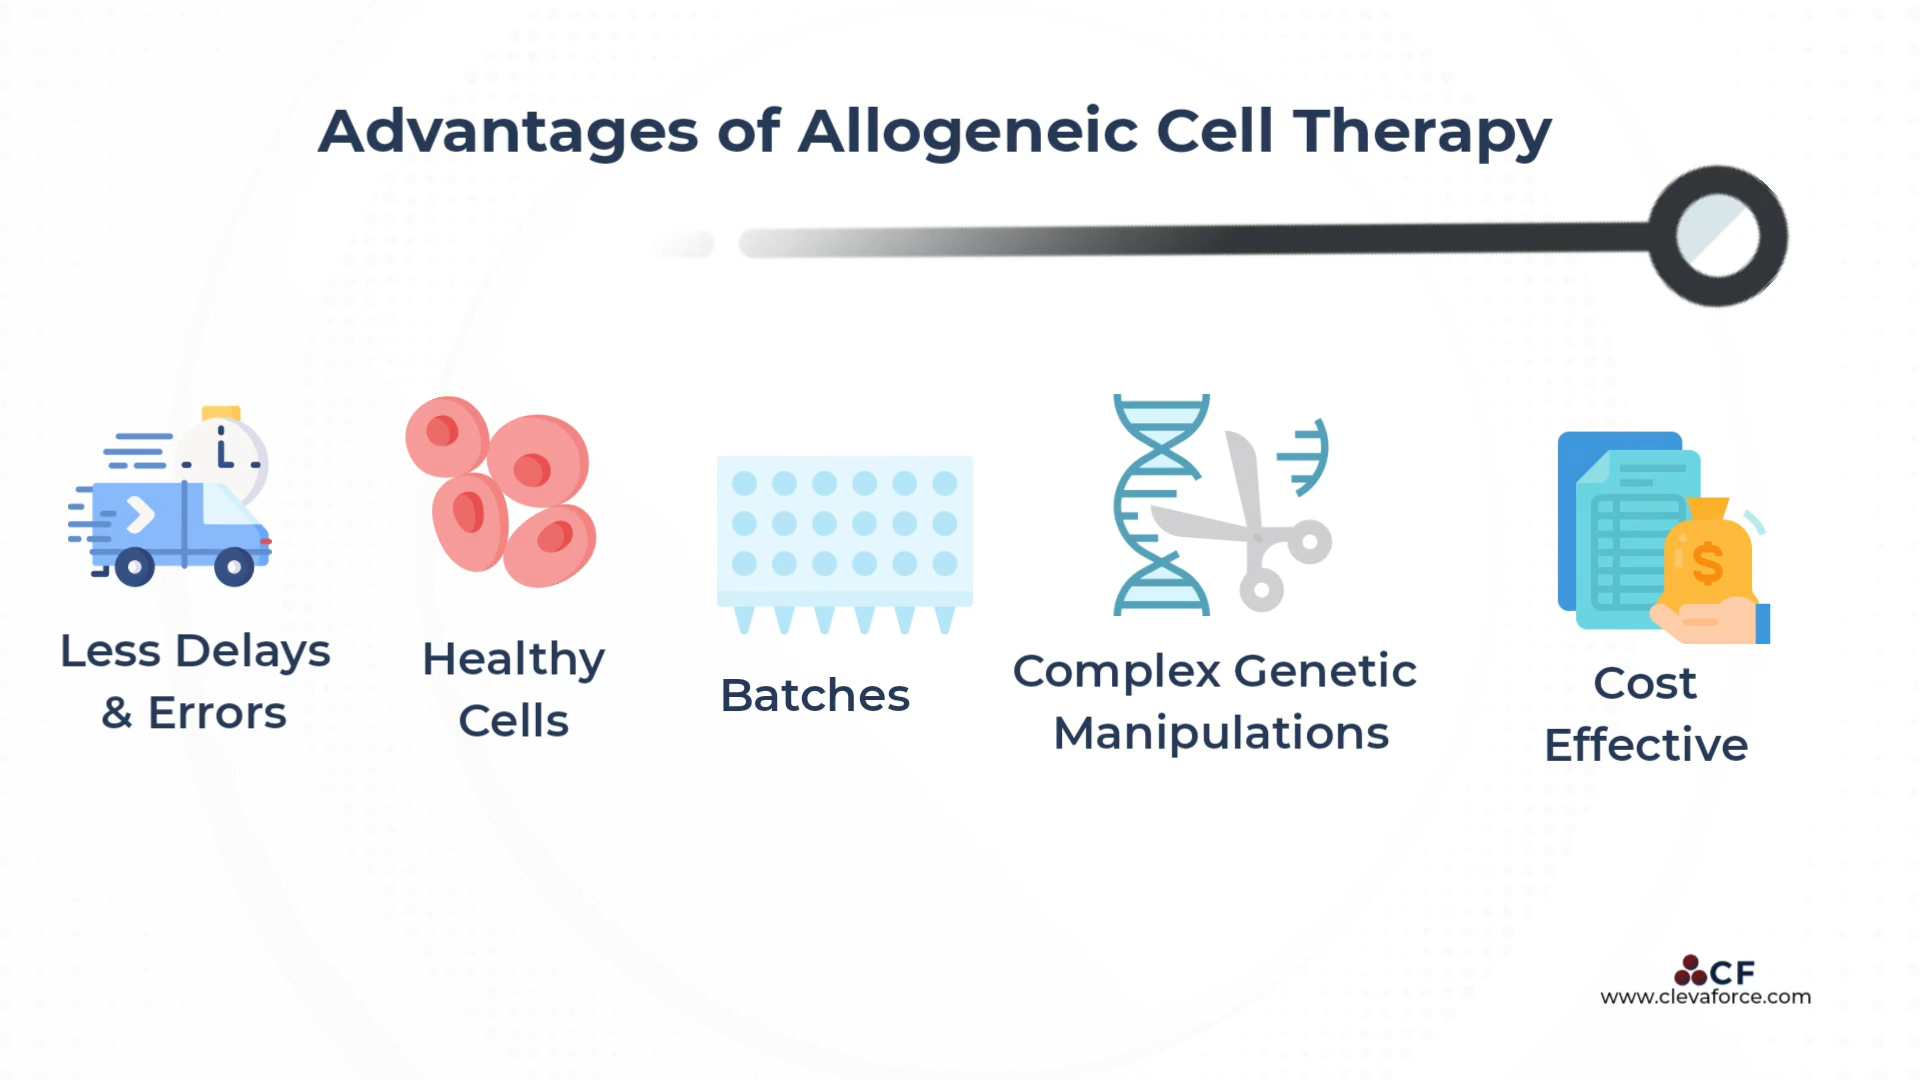 Advantages of Allogeneic Cell Therapy
Less Delays
& Errors
Healthy
Cells
Batches
Complex Genetic
Manipulations
$
Cost
Effective
CF
www.clevaforce.com